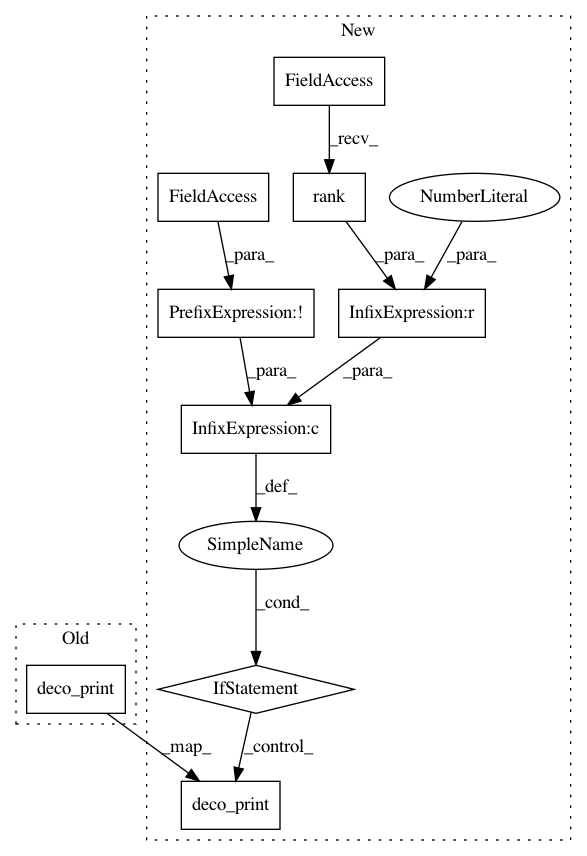 New
FieldAccess
_recv_
FieldAccess
rank
NumberLiteral
_para_
_para_
_para_
PrefixExpression:!
InfixExpression:r
_para_
_para_
InfixExpression:c
_def_
SimpleName
_cond_
Old
deco_print
IfStatement
_map_
_control_
deco_print